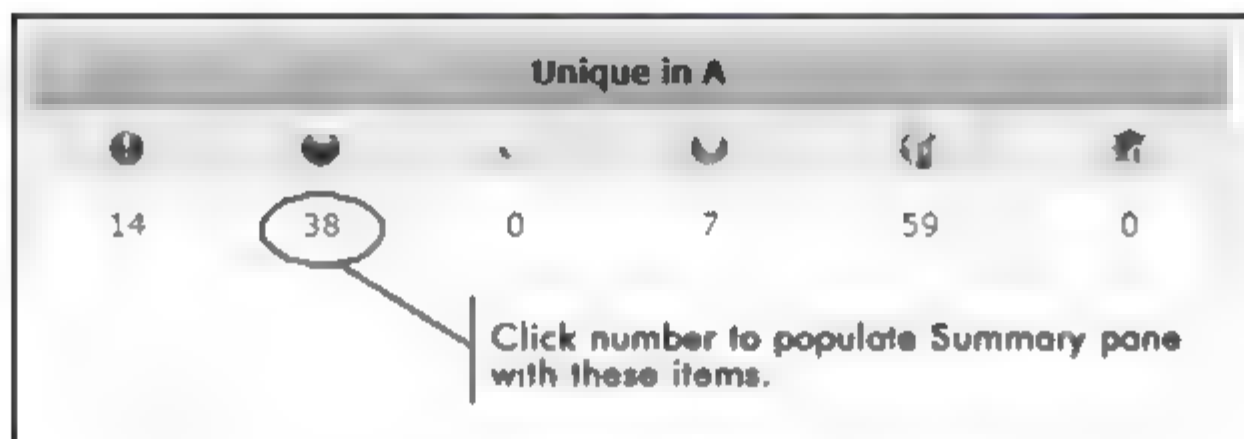 Unique in A
14 38 0 7 59 0
Click number to populate Summary pane
with these items.